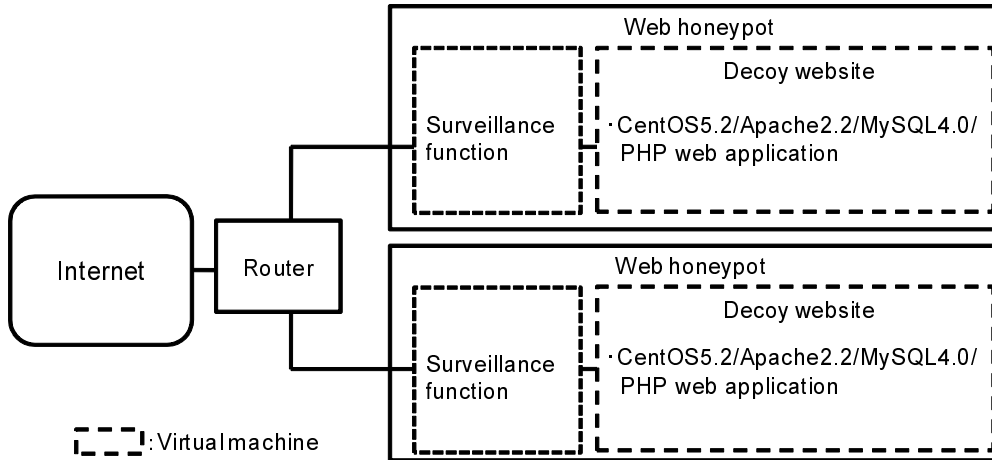 Web honeypot
Decoy website
Surveillance
function
・CentOS5.2/Apache2.2/MySQL4.0/
PHP web application
Internet
Router
Web honeypot
Decoy website
Surveillance
function
・CentOS5.2/Apache2.2/MySQL4.0/
PHP web application
: Virtual machine